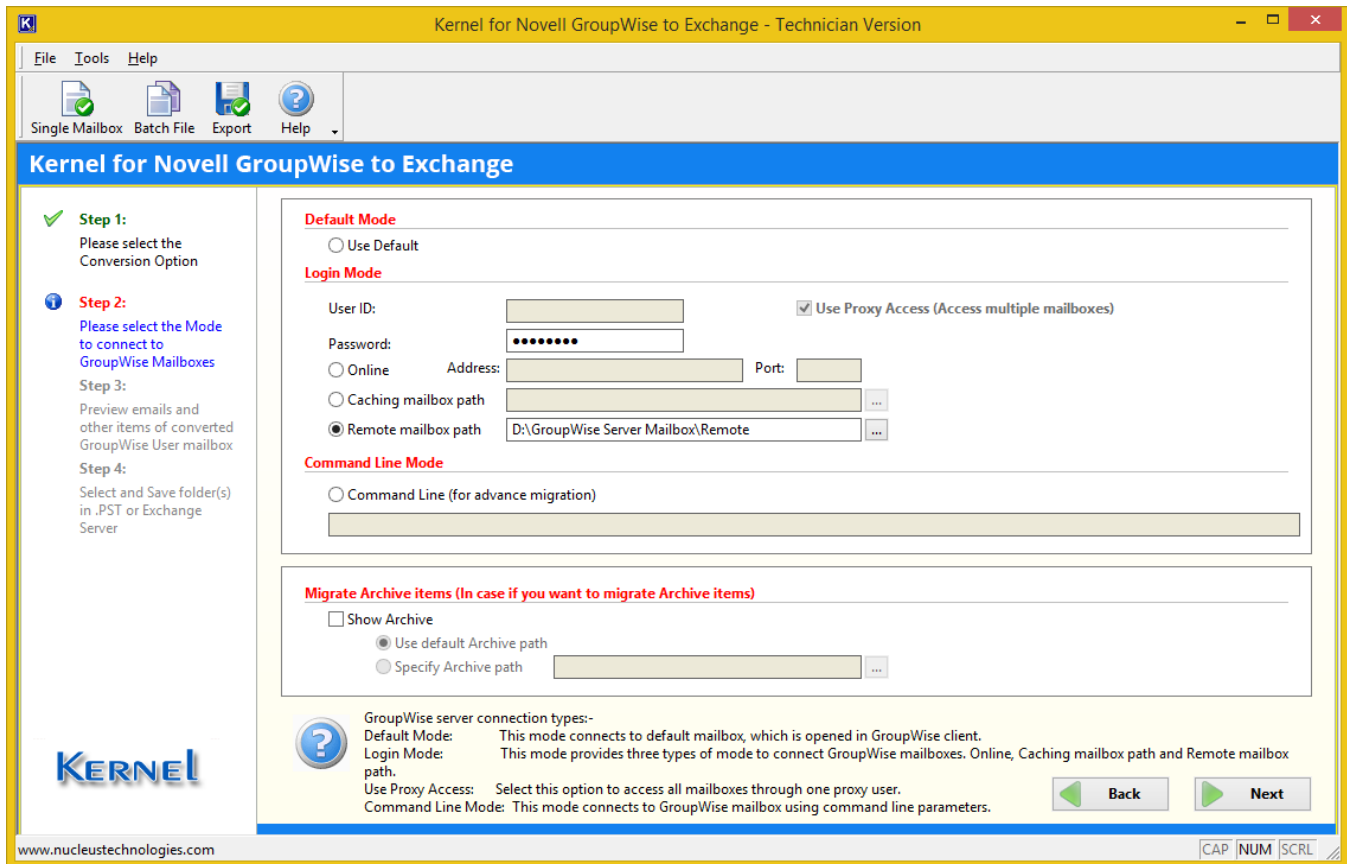 Kernel for Novell GroupWise to Exchange - Technician Version
File Tools Help
Single Mailbox Batch File Export Help
Kernel for Novell GroupWise to Exchange
Step 1:
Please select the
Conversion Option
Step 2:
Please select the Mode
to connect to
GroupWise Mailboxes
Step 3:
Preview emails and
other items of converted
GroupWise User mailbox
Step 4:
Select and Save folder(s)
in .PST or Exchange
Server
KERNEL
Default Mode
Use Default
Login Mode
User ID: Use Proxy Access (Access multiple mailboxes)
Password: ●●●●●●●●
Online Address: Port:
Caching mailbox path ...
Remote mailbox path D:\GroupWise Server Mailbox\Remote ...
Command Line Mode
Command Line (for advance migration)
Migrate Archive items (In case if you want to migrate Archive items)
Show Archive
Use default Archive path
Specify Archive path ...
GroupWise server connection types:-
Default Mode: This mode connects to default mailbox, which is opened in GroupWise client.
Login Mode: This mode provides three types of mode to connect GroupWise mailboxes. Online, Caching mailbox path and Remote mailbox
path.
Use Proxy Access: Select this option to access all mailboxes through one proxy user.
Command Line Mode: This mode connects to GroupWise mailbox using command line parameters.
Back Next
www.nucleustechnologies.com CAP NUM SCRL